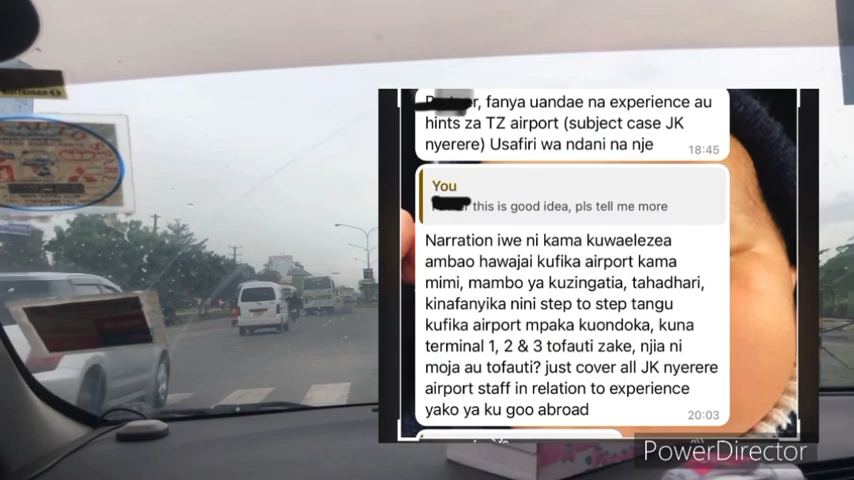 fanya uandae na experience au
hints za TZ airport (subject case JK
nyerere) Usafiri wa ndani na nje
18:45
You
this is good idea, pls tell me more
Narration iwe ni kama kuwaelezea
ambao hawajai kufika airport kama
mimi, mambo ya kuzingatia, tahadhari,
kinafanyika nini step to step tangu
kufika airport mpaka kuondoka, kuna
terminal 1, 2 & 3 tofauti zake, njia ni
moja au tofauti? just cover all JK nyerere
airport staff in relation to experience
yako ya ku goo abroad
20:03
PowerDirector